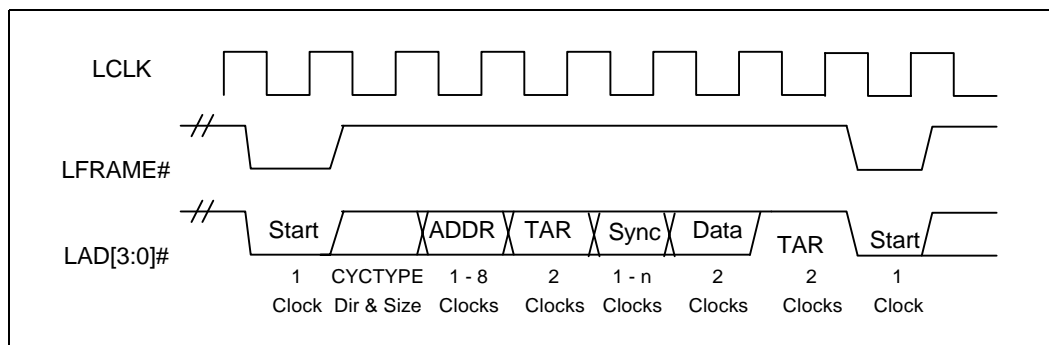 LCLK
LFRAME#
LAD[3:0]#
Start ADDR TAR Sync Data TAR Start
1 CYCTYPE 1 - 8 2 1 - n 2 2 1
Clock Dir & Size Clocks Clocks Clocks Clocks Clocks Clock